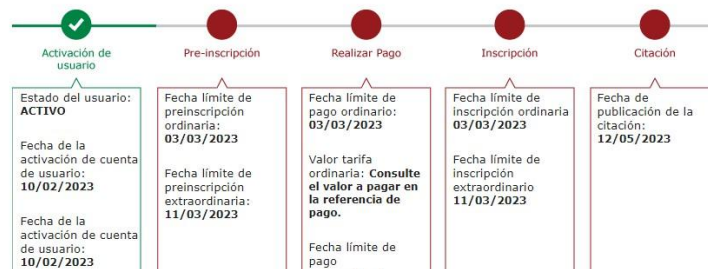 Activación de
usuario
Pre-inscripción
Realizar Pago
Inscripción
Citación
Estado del usuario:
ACTIVO
Fecha de la
activación de cuenta
de usuario:
10/02/2023
Fecha de la
activación de cuenta
de usuario:
10/02/2023
Fecha límite de
preinscripción
ordinaria:
03/03/2023
Fecha límite de
preinscripción
extraordinaria:
11/03/2023
Fecha límite de
pago ordinario:
03/03/2023
Valor tarifa
ordinaria: Consulte
el valor a pagar en
la referencia de
pago.
Fecha límite de
pago
Fecha límite de
inscripción ordinaria
03/03/2023
Fecha límite de
inscripción
extraordinario
11/03/2023
Fecha de
publicación de la
citación:
12/05/2023